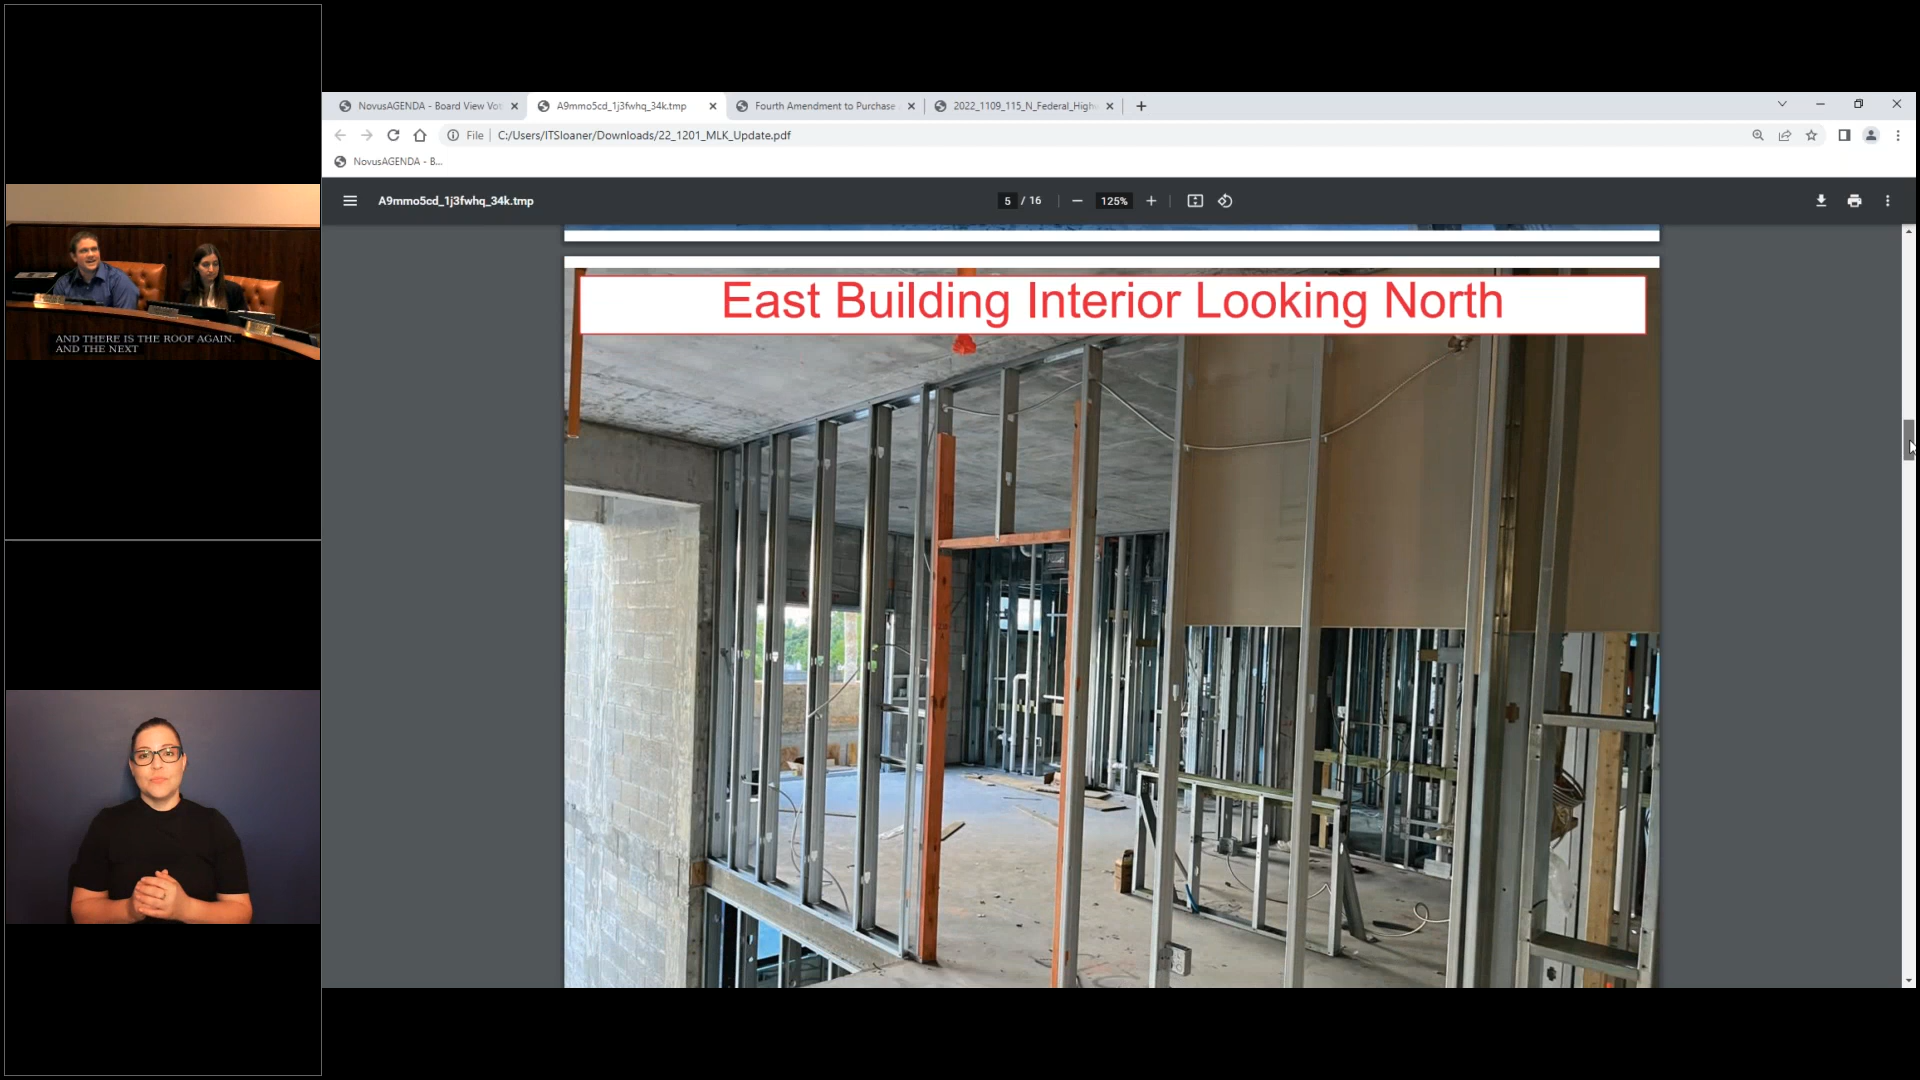 NovusAGENDA - Board View Vot
A9mmo5cd_1j3fwhq_34k.tmp
Fourth Amendment to Purchase
2022_1109_115_N_Federal_High
File
C:/Users/ITSloaner/Downloads/22_1201_MLK_Update.pdf
NovusAGENDA - B...
A9mmo5cd_1j3fwhq_34k.tmp
5 / 16
125%
East Building Interior Looking North
AND THERE IS THE ROOF AGAIN.
AND THE NEXT